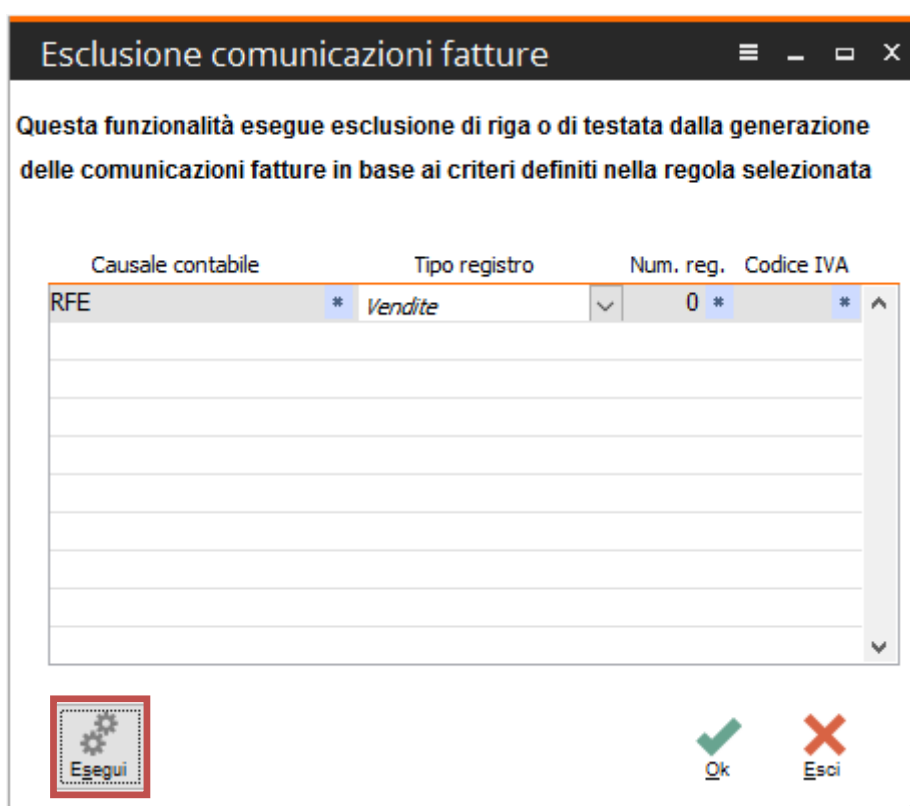 Esclusione comunicazioni fatture
Questa funzionalità esegue esclusione di riga o di testata dalla generazione
delle comunicazioni fatture in base ai criteri definiti nella regola selezionata
Causale contabile Tipo registro Num. reg. Codice IVA
RFE * Vendite 0 * *
Esegui Ok Esci